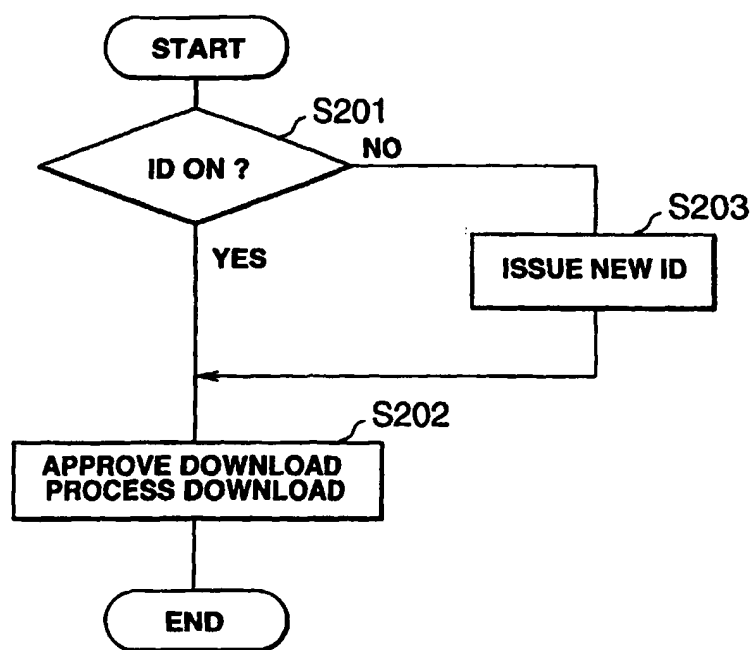 START
S201
ID ON ?
NO
S203
YES
ISSUE NEW ID
S202
APPROVE DOWNLOAD
PROCESS DOWNLOAD
END